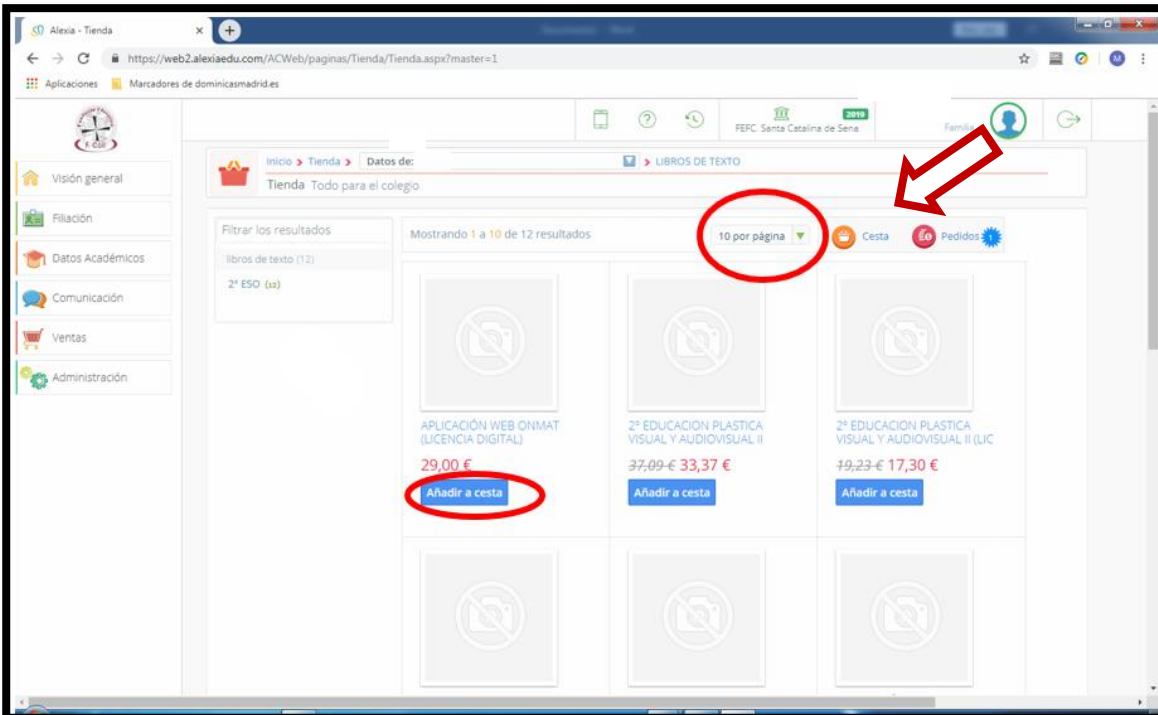 Alexia - Tienda
https://web2.alexiaedu.com/ACWeb/paginas/Tienda/Tienda.aspx?master=1
M
Aplicaciones Marcadores de dominicasmadrid.es
FEFC Santa Catalina de Sena
2019
Familia
Inicio > Tienda > Datos de: > LIBROS DE TEXTO
Tienda Todo para el colegio
Visión general
Filiación
Datos Académicos
Comunicación
Ventas
Administración
Filtrar los resultados
libros de texto (12)
2º ESO (12)
Mostrando 1 a 10 de 12 resultados
10 por página
Cesta
Pedidos 1
APLICACIÓN WEB ONMAT
(LICENCIA DIGITAL)
29,00 €
Añadir a cesta
2ª EDUCACION PLASTICA
VISUAL Y AUDIOVISUAL II
37,09 € 33,37 €
Añadir a cesta
2ª EDUCACION PLASTICA
VISUAL Y AUDIOVISUAL II (LIC
19,23 € 17,30 €
Añadir a cesta